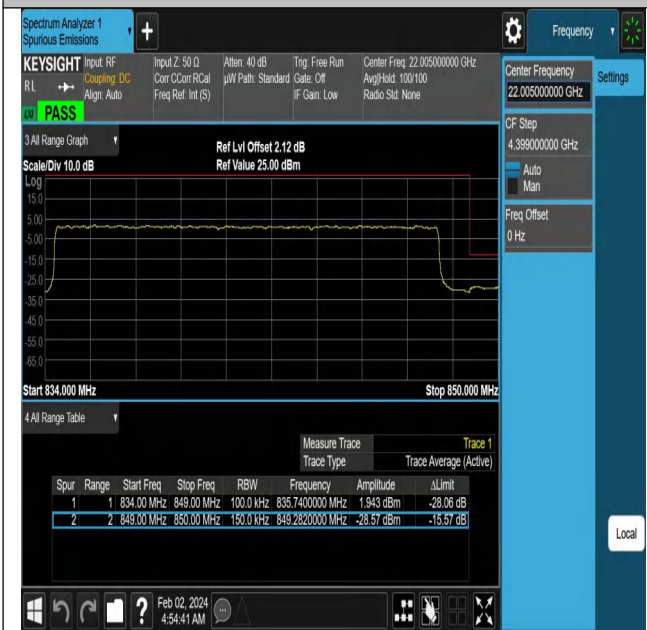 Spectrum Analyzer 1
Spurious Emissions
Frequency
KEYSIGHT
RL
Input: RF
Coupling: DC
Align: Auto
Input Z: 50 Ω
Corr CCorr RCal
Freq Ref: Int (S)
Atten: 40 dB
µW Path: Standard
Trig: Free Run
Gate: Off
IF Gain: Low
Center Freq: 22.005000000 GHz
Avg|Hold: 100/100
Radio Std: None
PASS
Center Frequency
22.005000000 GHz
Settings
CF Step
4.399000000 GHz
Auto
Man
Freq Offset
0 Hz
3 All Range Graph
Scale/Div 10.0 dB
Ref Lvl Offset 2.12 dB
Ref Value 25.00 dBm
Log
15.0
5.00
-5.00
-15.0
-25.0
-35.0
-45.0
-55.0
-65.0
Start 834.000 MHz
Stop 850.000 MHz
4 All Range Table
Measure Trace Trace 1
Trace Type Trace Average (Active)
Spur Range Start Freq Stop Freq RBW Frequency Amplitude ΔLimit
1 1 834.00 MHz 849.00 MHz 100.0 kHz 835.7400000 MHz 1.943 dBm -28.06 dB
2 2 849.00 MHz 850.00 MHz 150.0 kHz 849.2820000 MHz -28.57 dBm -15.57 dB
Local
?
Feb 02, 2024
4:54:41 AM